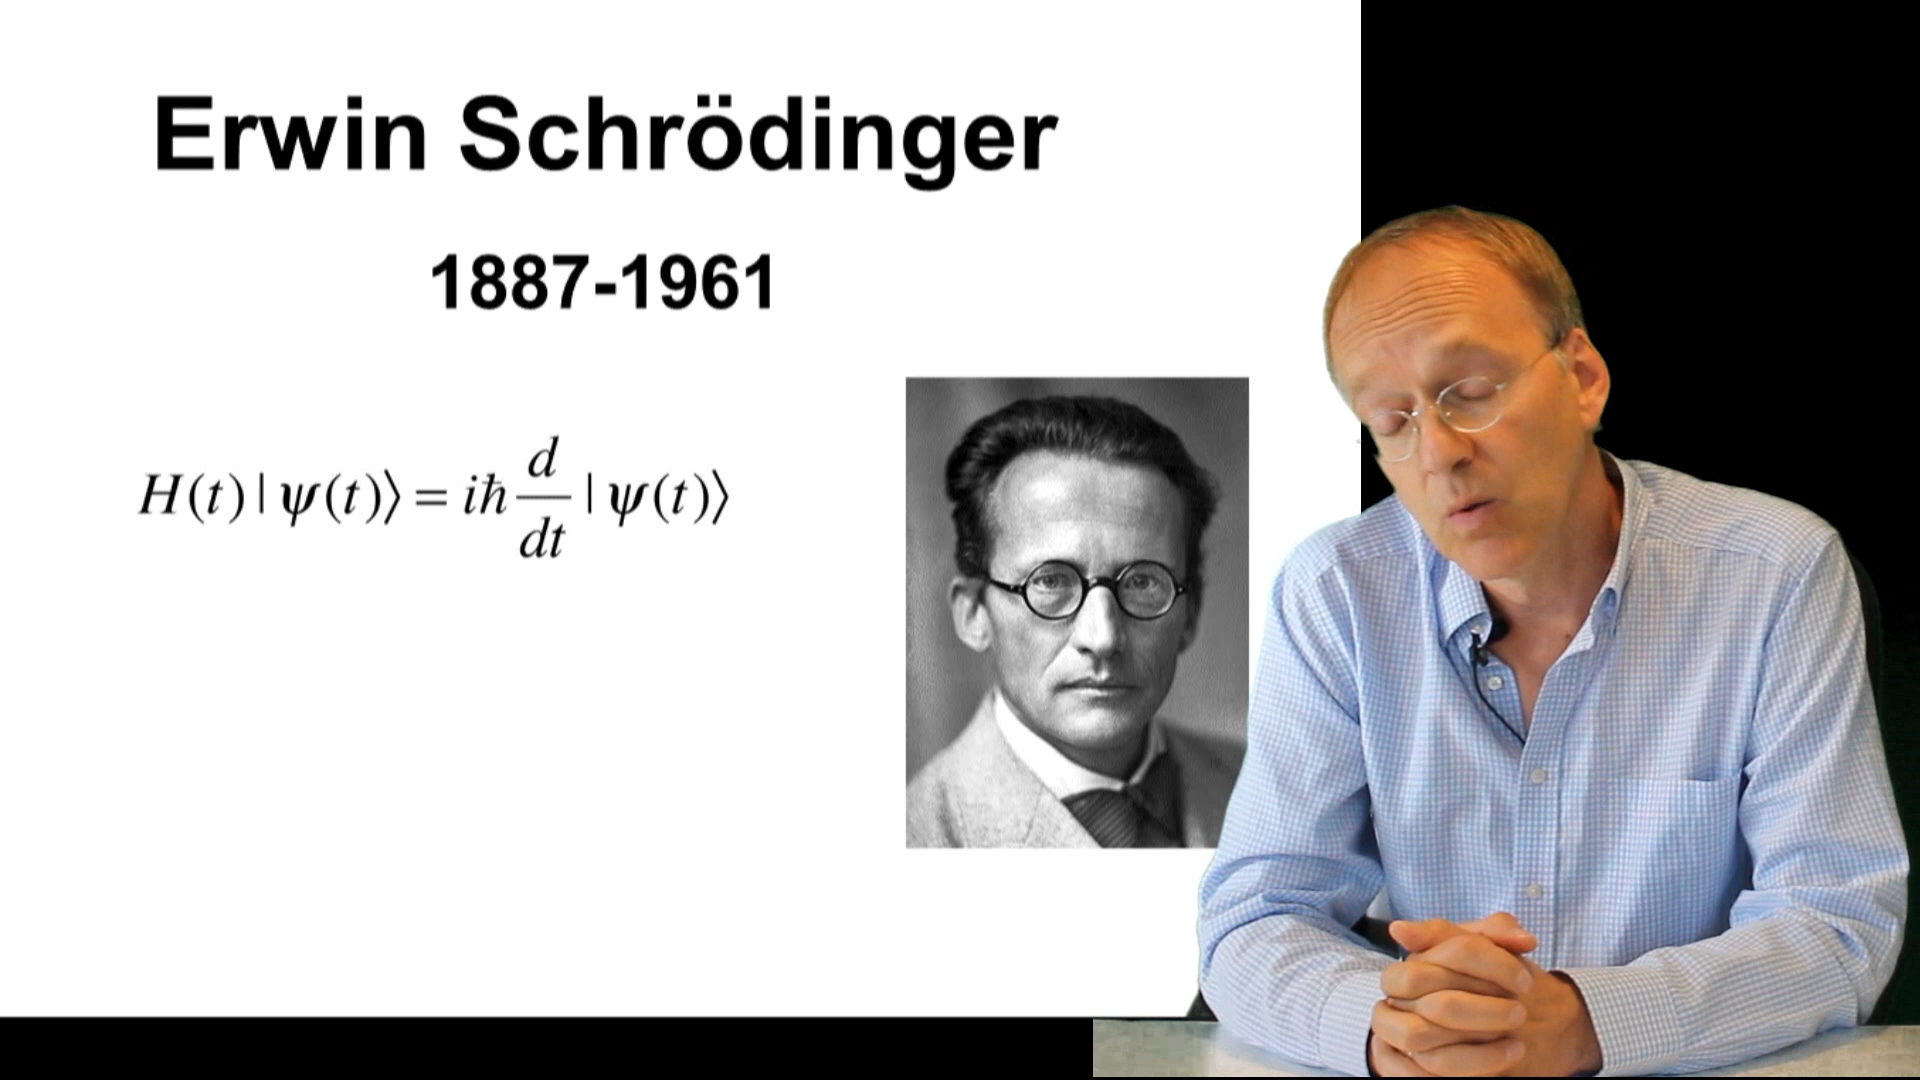 Erwin Schrödinger
1887-1961
H(t) | ψ(t)⟩ = iħ d/dt | ψ(t)⟩